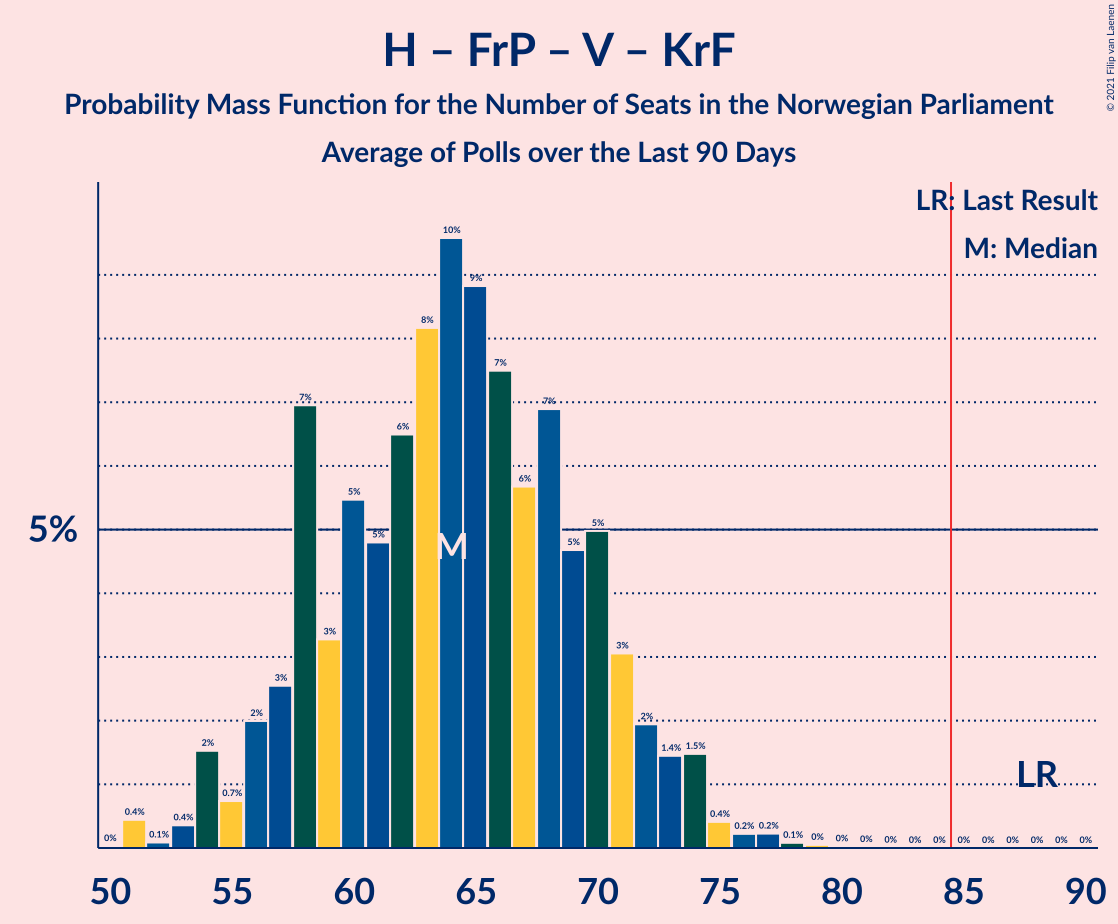 H – FrP – V – KrF
Probability Mass Function for the Number of Seats in the Norwegian Parliament
Average of Polls over the Last 90 Days
© 2021 Filip van Laenen
LR: Last Result
M: Median
5%
0% 0.4% 0.1% 0.4% 2% 0.7% 2% 3% 7% 3% 5% 5% 6% 8% 10% 9% 7% 6% 7% 5% 5% 3% 2% 1.4% 1.5% 0.4% 0.2% 0.2% 0.1% 0% 0% 0% 0% 0% 0% 0% 0% 0% 0% 0% 0%
M
LR
50 55 60 65 70 75 80 85 90